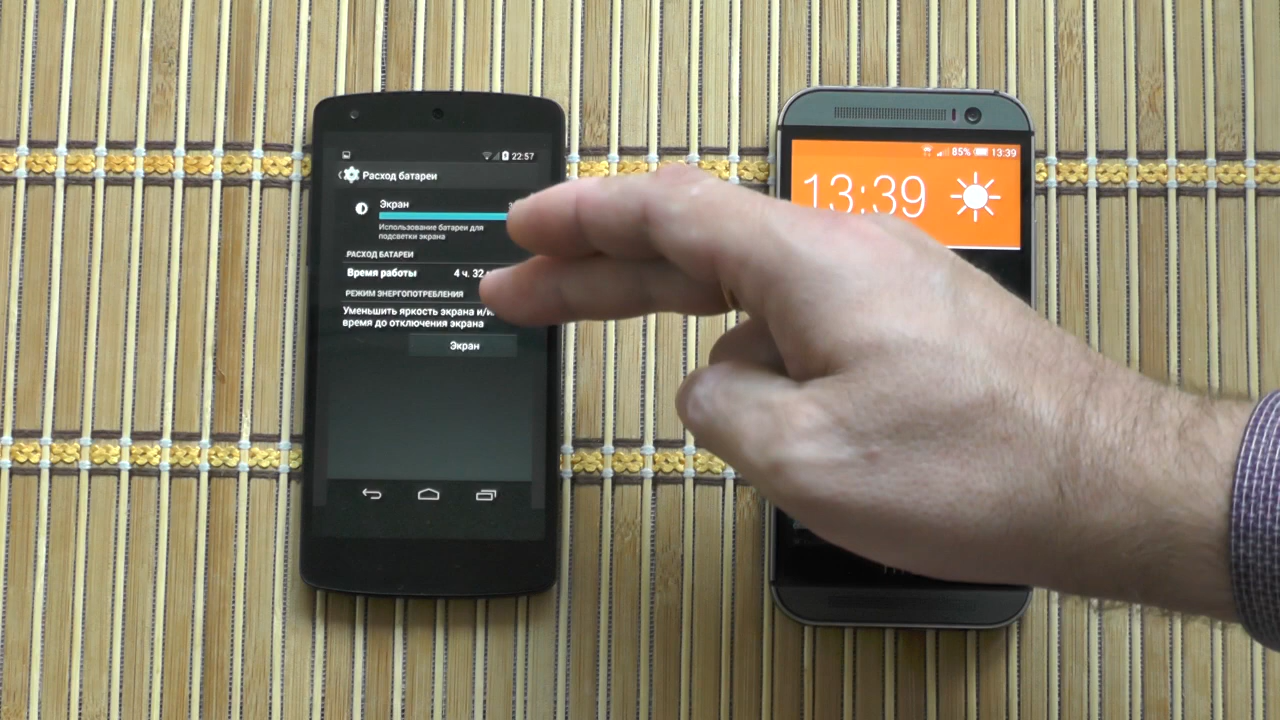 22:57
Расход батареи
Экран
Использование батареи для
подсветки экрана
РАСХОД БАТАРЕИ
Время работы 4 ч. 32
РЕЖИМ ЭНЕРГОПОТРЕБЛЕНИЯ
Уменьшить яркость экрана и/и
время до отключения экрана
Экран
85% 13:39
13:39